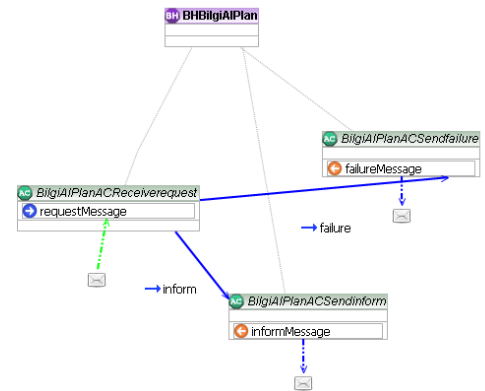 BH BHBilgiAlPlan
AC BilgiAlPlanACSendfailure
failureMessage
AC BilgiAlPlanACReceiverequest
requestMessage
failure
inform
AC BilgiAlPlanACSendinform
informMessage